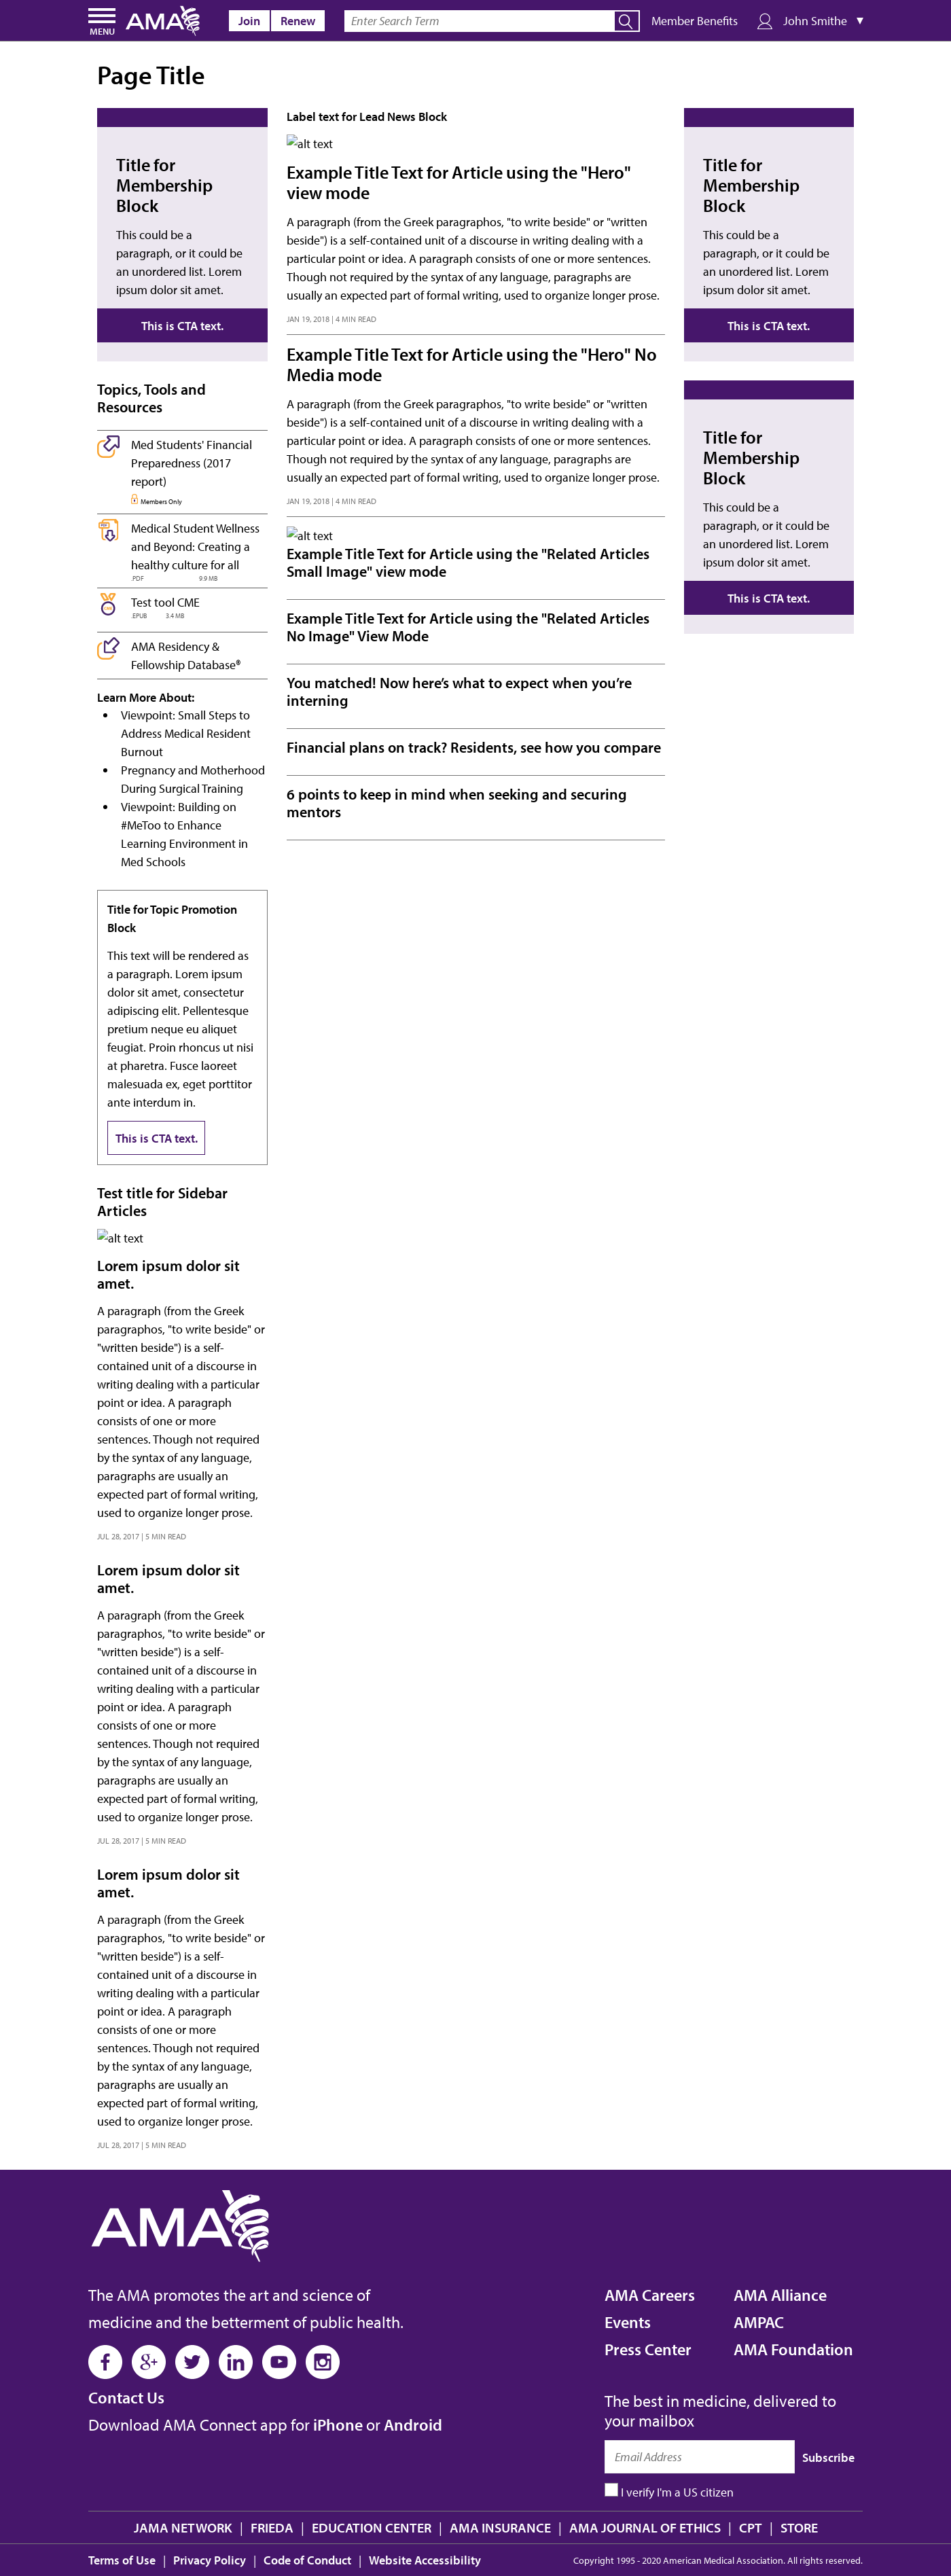 MENU
AMA
Join
Renew
Enter Search Term
Member Benefits
John Smithe ▼
Page Title
Title for
Membership
Block
This could be a
paragraph, or it could be
an unordered list. Lorem
ipsum dolor sit amet.
This is CTA text.
Topics, Tools and
Resources
Med Students' Financial
Preparedness (2017
report)
Members Only
Medical Student Wellness
and Beyond: Creating a
healthy culture for all
.PDF 9.9 MB
Test tool CME
.EPUB 3.4 MB
AMA Residency &
Fellowship Database®
Learn More About:
• Viewpoint: Small Steps to
Address Medical Resident
Burnout
• Pregnancy and Motherhood
During Surgical Training
• Viewpoint: Building on
#MeToo to Enhance
Learning Environment in
Med Schools
Title for Topic Promotion
Block
This text will be rendered as
a paragraph. Lorem ipsum
dolor sit amet, consectetur
adipiscing elit. Pellentesque
pretium neque eu aliquet
feugiat. Proin rhoncus ut nisi
at pharetra. Fusce laoreet
malesuada ex, eget porttitor
ante interdum in.
This is CTA text.
Test title for Sidebar
Articles
alt text
Lorem ipsum dolor sit
amet.
A paragraph (from the Greek
paragraphos, "to write beside" or
"written beside") is a self-
contained unit of a discourse in
writing dealing with a particular
point or idea. A paragraph
consists of one or more
sentences. Though not required
by the syntax of any language,
paragraphs are usually an
expected part of formal writing,
used to organize longer prose.
JUL 28, 2017 | 5 MIN READ
Lorem ipsum dolor sit
amet.
A paragraph (from the Greek
paragraphos, "to write beside" or
"written beside") is a self-
contained unit of a discourse in
writing dealing with a particular
point or idea. A paragraph
consists of one or more
sentences. Though not required
by the syntax of any language,
paragraphs are usually an
expected part of formal writing,
used to organize longer prose.
JUL 28, 2017 | 5 MIN READ
Lorem ipsum dolor sit
amet.
A paragraph (from the Greek
paragraphos, "to write beside" or
"written beside") is a self-
contained unit of a discourse in
writing dealing with a particular
point or idea. A paragraph
consists of one or more
sentences. Though not required
by the syntax of any language,
paragraphs are usually an
expected part of formal writing,
used to organize longer prose.
JUL 28, 2017 | 5 MIN READ
Label text for Lead News Block
alt text
Example Title Text for Article using the "Hero"
view mode
A paragraph (from the Greek paragraphos, "to write beside" or "written
beside") is a self-contained unit of a discourse in writing dealing with a
particular point or idea. A paragraph consists of one or more sentences.
Though not required by the syntax of any language, paragraphs are
usually an expected part of formal writing, used to organize longer prose.
JAN 19, 2018 | 4 MIN READ
Example Title Text for Article using the "Hero" No
Media mode
A paragraph (from the Greek paragraphos, "to write beside" or "written
beside") is a self-contained unit of a discourse in writing dealing with a
particular point or idea. A paragraph consists of one or more sentences.
Though not required by the syntax of any language, paragraphs are
usually an expected part of formal writing, used to organize longer prose.
JAN 19, 2018 | 4 MIN READ
alt text
Example Title Text for Article using the "Related Articles
Small Image" view mode
Example Title Text for Article using the "Related Articles
No Image" View Mode
You matched! Now here’s what to expect when you’re
interning
Financial plans on track? Residents, see how you compare
6 points to keep in mind when seeking and securing
mentors
Title for
Membership
Block
This could be a
paragraph, or it could be
an unordered list. Lorem
ipsum dolor sit amet.
This is CTA text.
Title for
Membership
Block
This could be a
paragraph, or it could be
an unordered list. Lorem
ipsum dolor sit amet.
This is CTA text.
AMA
The AMA promotes the art and science of
medicine and the betterment of public health.
Contact Us
Download AMA Connect app for iPhone or Android
AMA Careers
Events
Press Center
AMA Alliance
AMPAC
AMA Foundation
The best in medicine, delivered to
your mailbox
Email Address
Subscribe
I verify I'm a US citizen
JAMA NETWORK | FRIEDA | EDUCATION CENTER | AMA INSURANCE | AMA JOURNAL OF ETHICS | CPT | STORE
Terms of Use | Privacy Policy | Code of Conduct | Website Accessibility
Copyright 1995 - 2020 American Medical Association. All rights reserved.